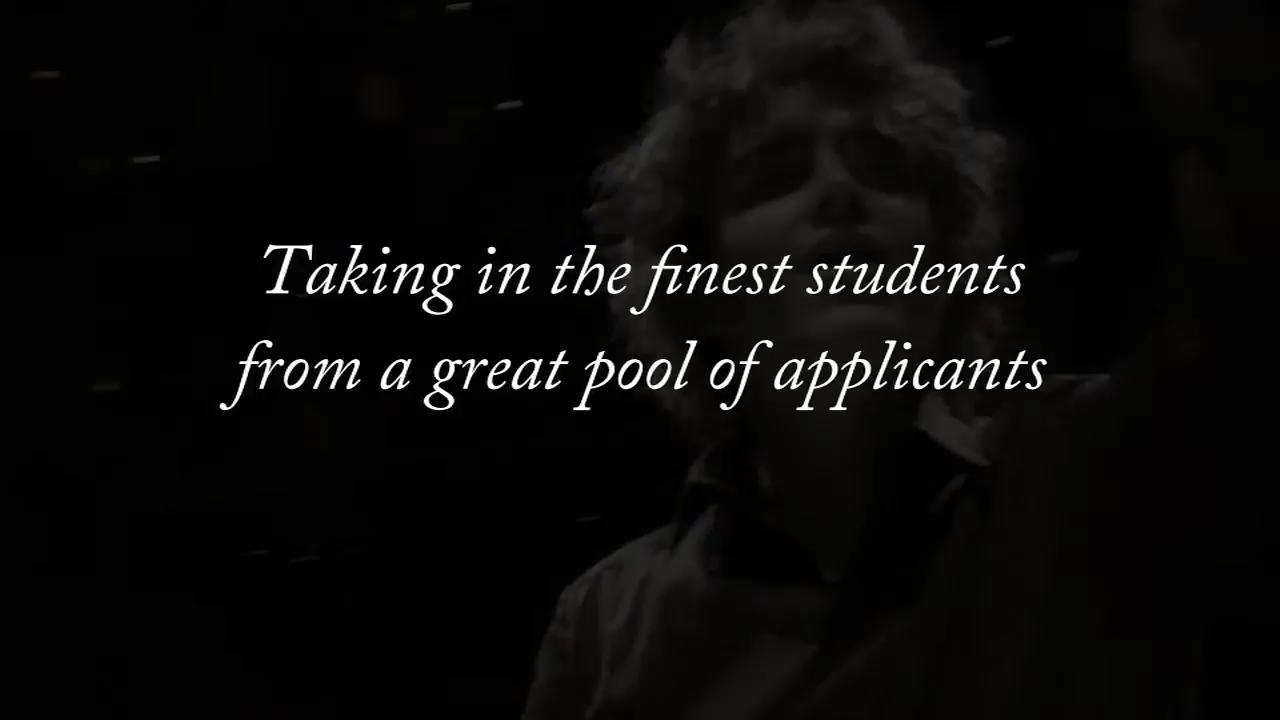 Taking in the finest students
from a great pool of applicants